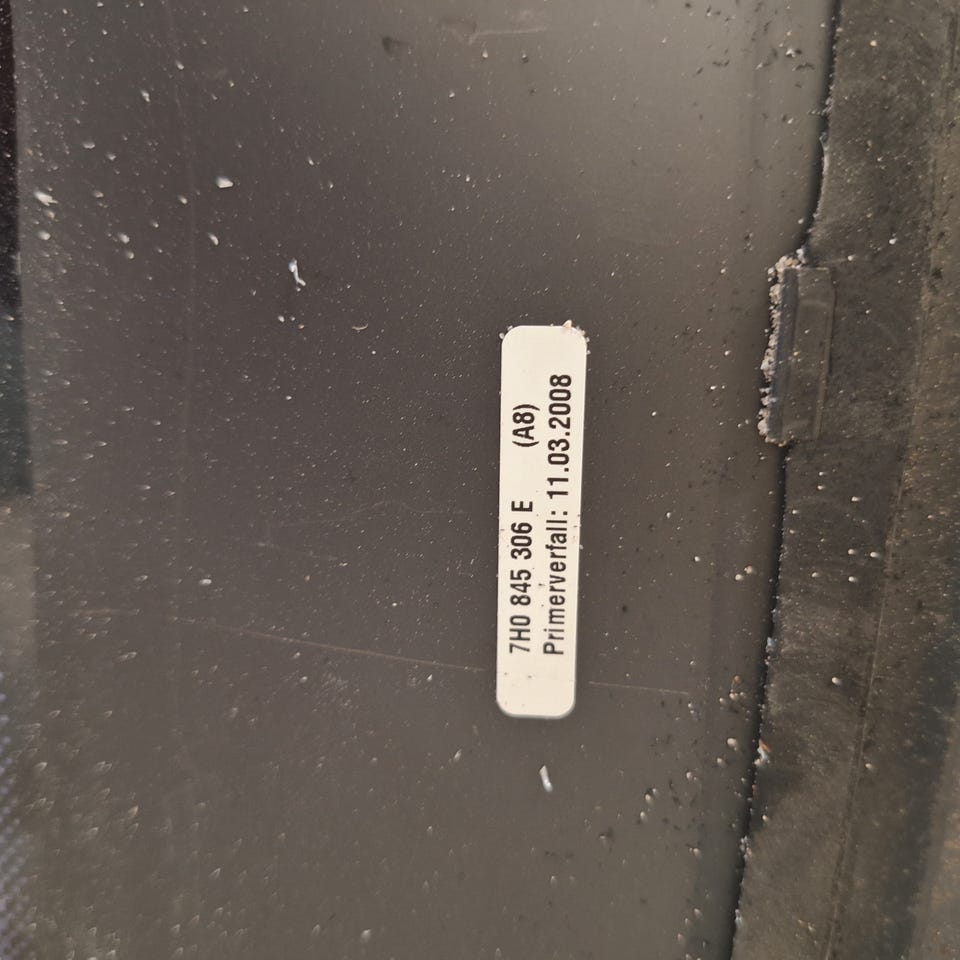 7H0 845 306 E (A8)
Primerverfall: 11.03.2008